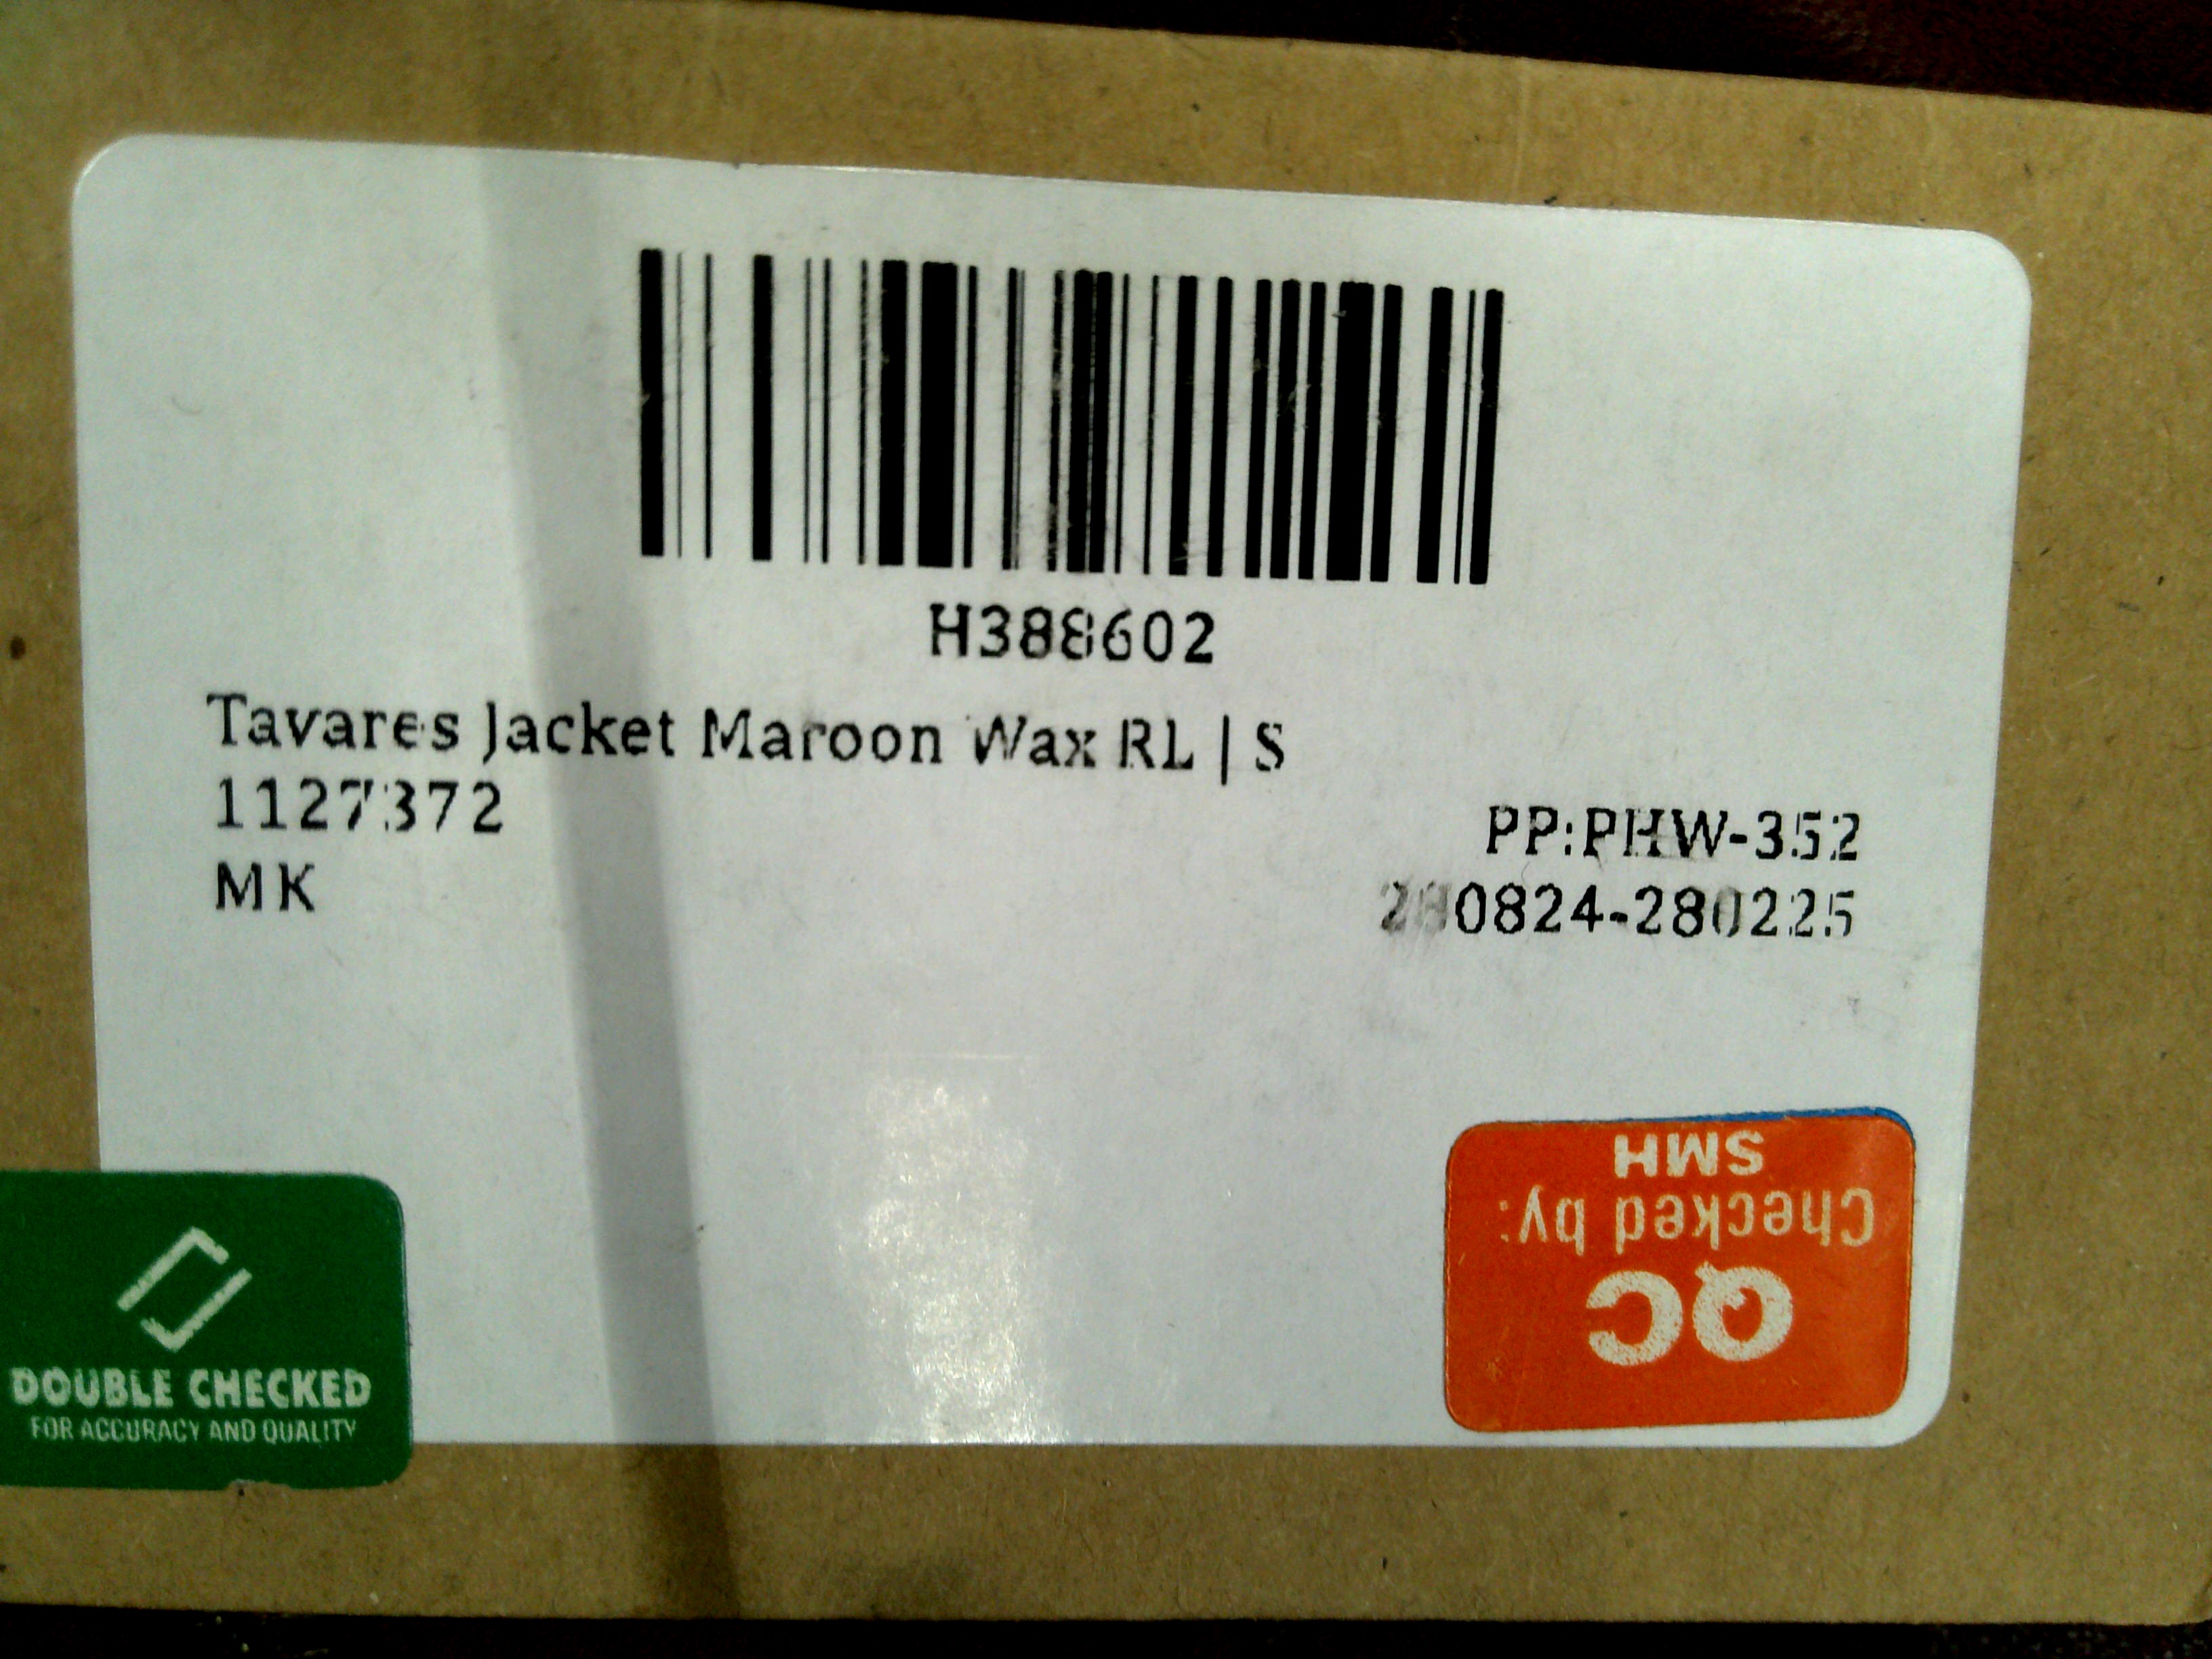 H388602
Tavares Jacket Maroon Wax RL | S
1127372
MK
PP:PHW-352
280824-280225
SMH
Checked by:
QC
DOUBLE CHECKED
FOR ACCURACY AND QUALITY